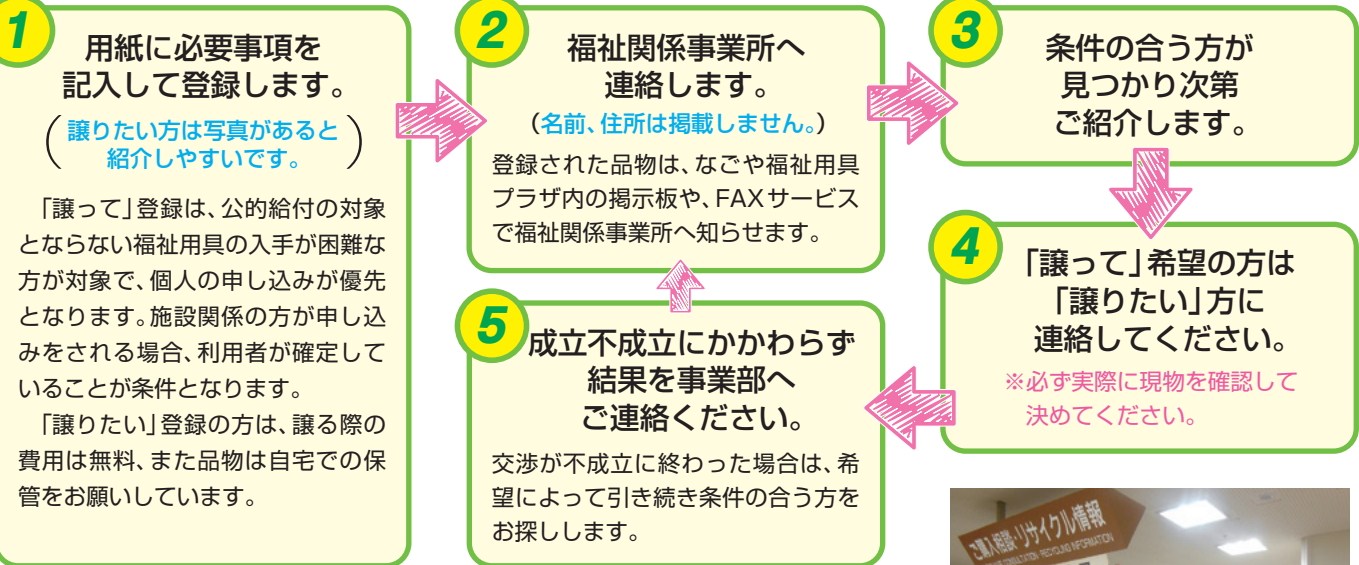 1
用紙に必要事項を
記入して登録します。
(譲りたい方は写真があると
紹介しやすいです。)
「譲って」登録は、公的給付の対象
とならない福祉用具の入手が困難な
方が対象で、個人の申し込みが優先
となります。施設関係の方が申し込
みをされる場合、利用者が確定して
いることが条件となります。
「譲りたい」登録の方は、譲る際の
費用は無料、また品物は自宅での保
管をお願いしています。
2
福祉関係事業所へ
連絡します。
(名前、住所は掲載しません。)
登録された品物は、なごや福祉用具
プラザ内の掲示板や、FAXサービス
で福祉関係事業所へ知らせます。
3
条件の合う方が
見つかり次第
ご紹介します。
4
「譲って」希望の方は
「譲りたい」方に
連絡してください。
※必ず実際に現物を確認して
決めてください。
5
成立不成立にかかわらず
結果を事業部へ
ご連絡ください。
交渉が不成立に終わった場合は、希
望によって引き続き条件の合う方を
お探しします。
ご購入相談・リサイクル情報
CONSULTATION・RECYCLING INFORMATION